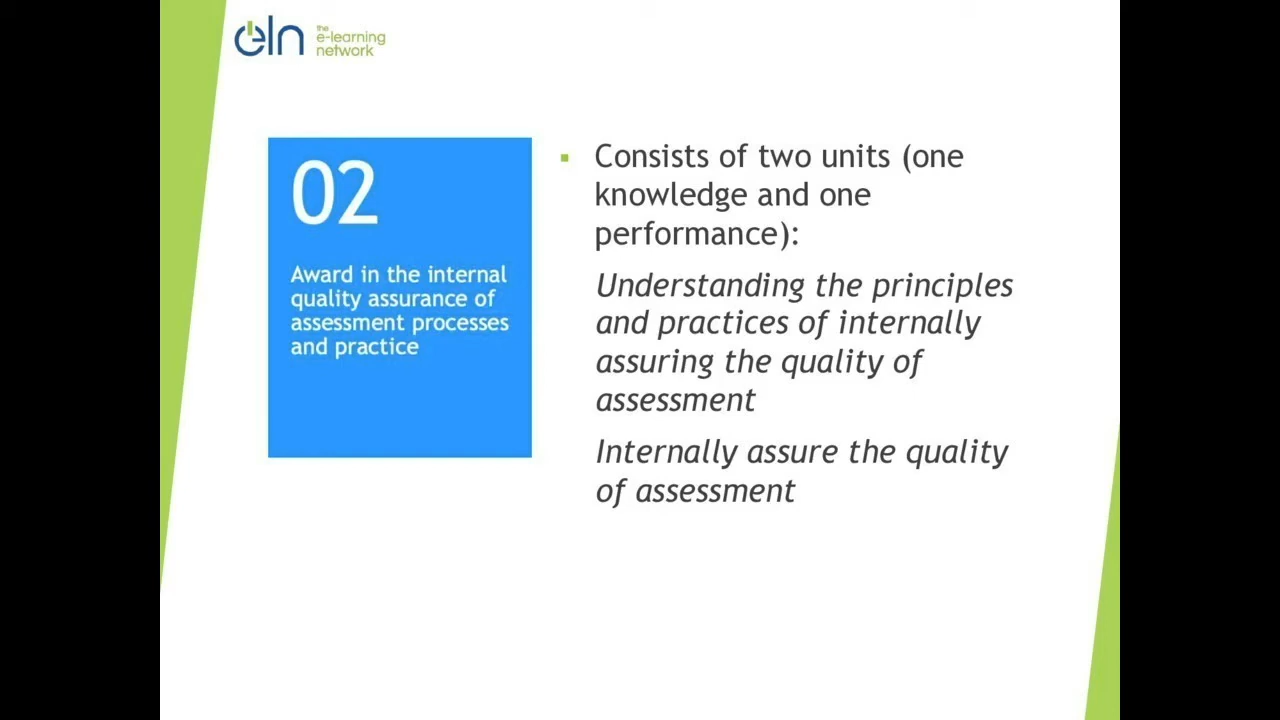 eln the
e-learning
network
02
Award in the internal
quality assurance of
assessment processes
and practice
Consists of two units (one
knowledge and one
performance):
Understanding the principles
and practices of internally
assuring the quality of
assessment
Internally assure the quality
of assessment